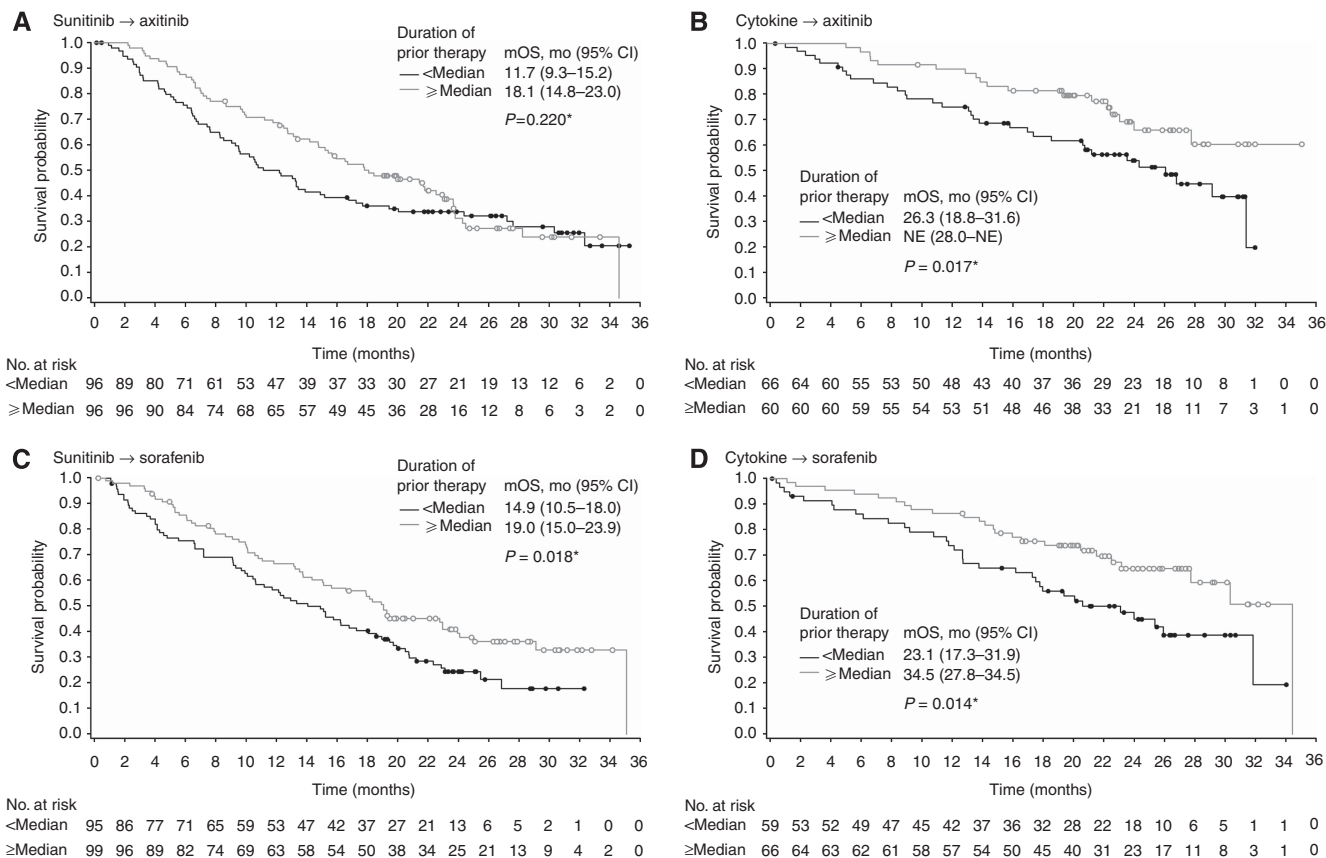 A Sunitinib → axitinib
Duration of
prior therapy mOS, mo (95% CI)
<Median 11.7 (9.3–15.2)
⩾Median 18.1 (14.8–23.0)
P=0.220*
Survival probability
1.0
0.9
0.8
0.7
0.6
0.5
0.4
0.3
0.2
0.1
0.0
0 2 4 6 8 10 12 14 16 18 20 22 24 26 28 30 32 34 36
Time (months)
No. at risk
<Median 96 89 80 71 61 53 47 39 37 33 30 27 21 19 13 12 6 2 0
⩾Median 96 96 90 84 74 68 65 57 49 45 36 28 16 12 8 6 3 2 0
B Cytokine → axitinib
Survival probability
1.0
0.9
0.8
0.7
0.6
0.5
0.4
0.3
0.2
0.1
0.0
Duration of
prior therapy mOS, mo (95% CI)
<Median 26.3 (18.8–31.6)
⩾Median NE (28.0–NE)
P = 0.017*
0 2 4 6 8 10 12 14 16 18 20 22 24 26 28 30 32 34 36
Time (months)
No. at risk
<Median 66 64 60 55 53 50 48 43 40 37 36 29 23 18 10 8 1 0 0
≥Median 60 60 60 59 55 54 53 51 48 46 38 33 21 18 11 7 3 1 0
C Sunitinib → sorafenib
Duration of
prior therapy mOS, mo (95% CI)
<Median 14.9 (10.5–18.0)
⩾Median 19.0 (15.0–23.9)
P = 0.018*
Survival probability
1.0
0.9
0.8
0.7
0.6
0.5
0.4
0.3
0.2
0.1
0.0
0 2 4 6 8 10 12 14 16 18 20 22 24 26 28 30 32 34 36
Time (months)
No. at risk
<Median 95 86 77 71 65 59 53 47 42 37 27 21 13 6 5 2 1 0 0
≥Median 99 96 89 82 74 69 63 58 54 50 38 34 25 21 13 9 4 2 0
D Cytokine → sorafenib
Survival probability
1.0
0.9
0.8
0.7
0.6
0.5
0.4
0.3
0.2
0.1
0.0
Duration of
prior therapy mOS, mo (95% CI)
<Median 23.1 (17.3–31.9)
⩾Median 34.5 (27.8–34.5)
P = 0.014*
0 2 4 6 8 10 12 14 16 18 20 22 24 26 28 30 32 34 36
Time (months)
No. at risk
<Median 59 53 52 49 47 45 42 37 36 32 28 22 18 10 6 5 1 1 0
≥Median 66 64 63 62 61 58 57 54 50 45 40 31 23 17 11 8 3 1 0